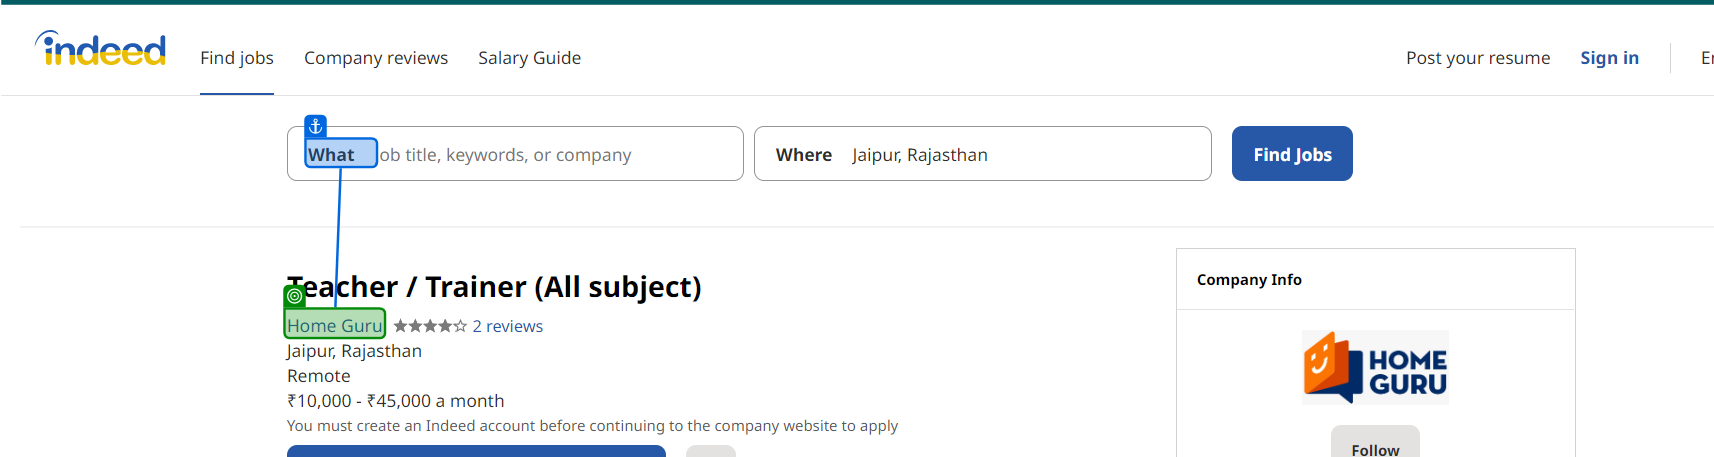 indeed
Find jobs Company reviews Salary Guide Post your resume Sign in
What ob title, keywords, or company Where Jaipur, Rajasthan Find Jobs
Teacher / Trainer (All subject)
Home Guru 2 reviews
Jaipur, Rajasthan
Remote
₹10,000 - ₹45,000 a month
You must create an Indeed account before continuing to the company website to apply
Company Info
HOME
GURU
Follow